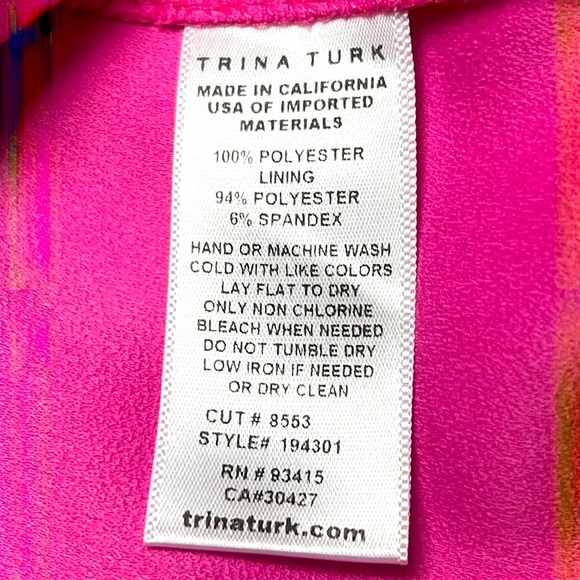 TRINA TURK
MADE IN CALIFORNIA
USA OF IMPORTED
MATERIALS
100% POLYESTER
LINING
94% POLYESTER
6% SPANDEX
HAND OR MACHINE WASH
COLD WITH LIKE COLORS
LAY FLAT TO DRY
ONLY NON CHLORINE
BLEACH WHEN NEEDED
DO NOT TUMBLE DRY
LOW IRON IF NEEDED
OR DRY CLEAN
CUT # 8553
STYLE# 194301
RN # 93415
CA#30427
trinaturk.com